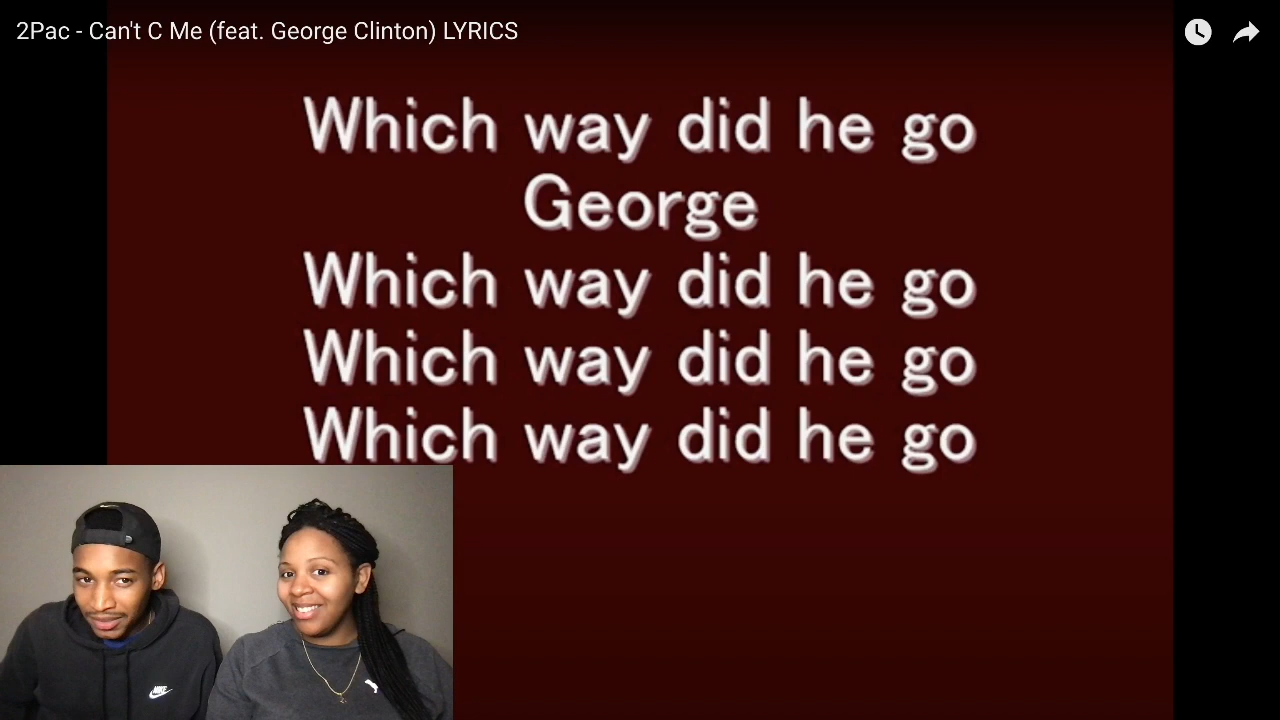 2Pac - Can't C Me (feat. George Clinton) LYRICS
Which way did he go
George
Which way did he go
Which way did he go
Which way did he go
NIKE